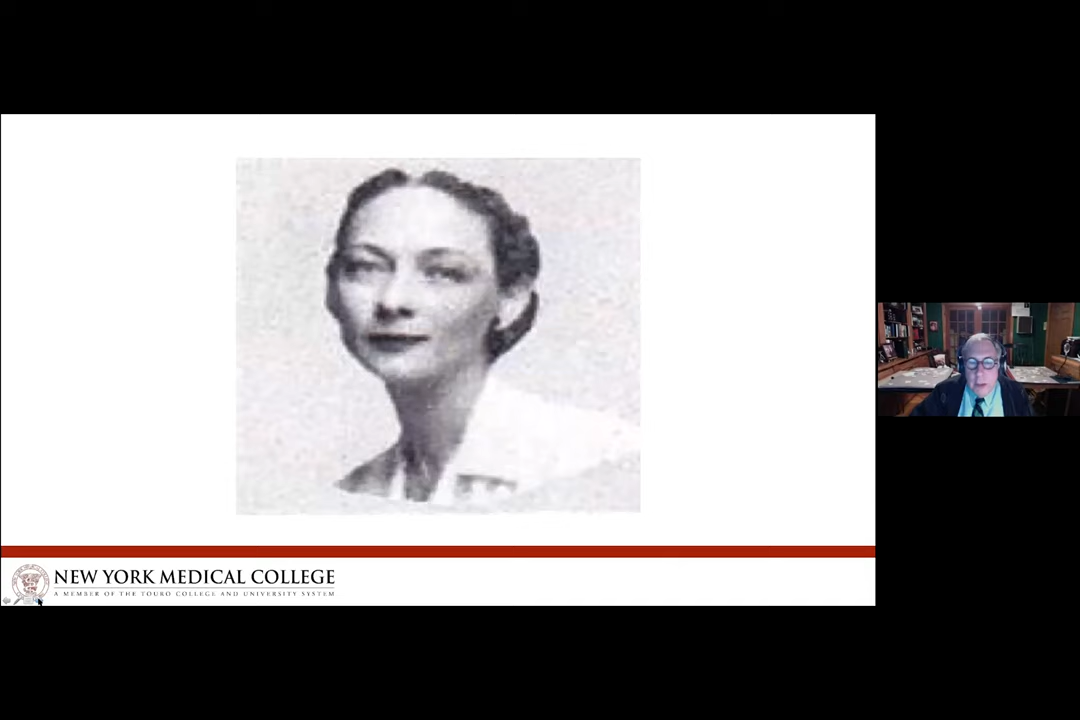 NEW YORK MEDICAL COLLEGE
A MEMBER OF THE TOURO COLLEGE AND UNIVERSITY SYSTEM